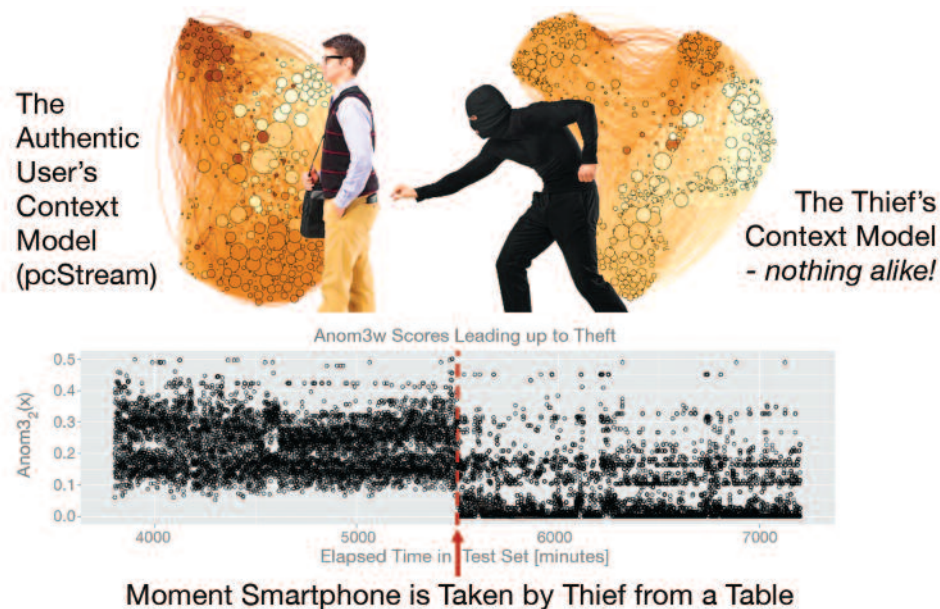 The
Authentic
User's
Context
Model
(pcStream)
The Thief's
Context Model
- nothing alike!
Anom3w Scores Leading up to Theft
Anom3₂(x)
0.5
0.4
0.3
0.2
0.1
0.0
4000 5000 6000 7000
Elapsed Time in Test Set [minutes]
Moment Smartphone is Taken by Thief from a Table